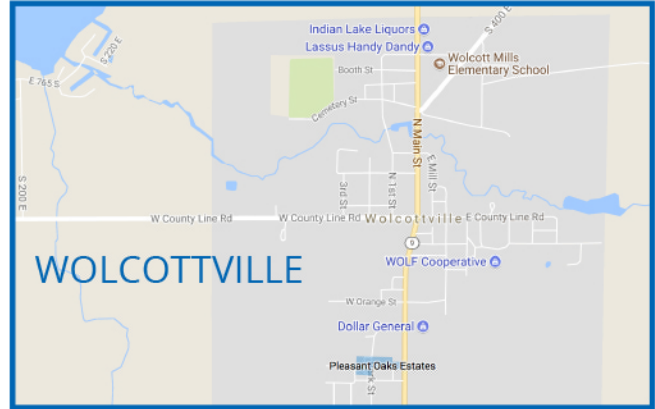 Indian Lake Liquors
S 400 E
Lassus Handy Dandy
S 220 E
Wolcott Mills
Elementary School
Booth St
E 765 S
Cemetery St
N Main St
E Mill St
S 200 E
3rd St
N 1st St
W County Line Rd
W County Line Rd
Wolcottville
E County Line Rd
9
WOLF Cooperative
WOLCOTTVILLE
W Orange St
Dollar General
Pleasant Oaks Estates